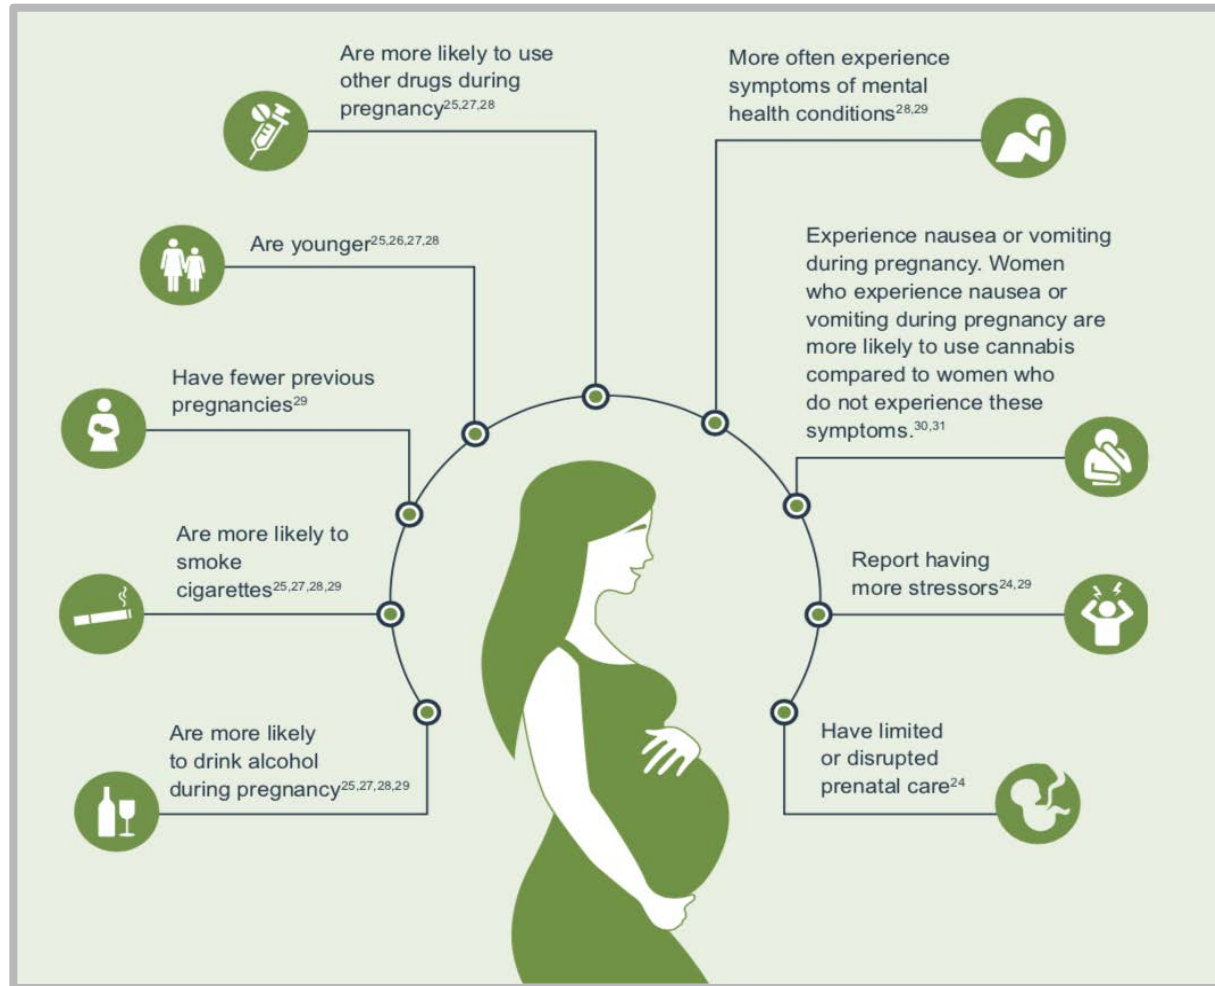 Are more likely to use
other drugs during
pregnancy25,27,28
More often experience
symptoms of mental
health conditions28,29
Are younger25,26,27,28
Experience nausea or vomiting
during pregnancy. Women
who experience nausea or
vomiting during pregnancy are
more likely to use cannabis
compared to women who
do not experience these
symptoms.30,31
Have fewer previous
pregnancies29
Are more likely to
smoke
cigarettes25,27,28,29
Report having
more stressors24,29
Are more likely
to drink alcohol
during pregnancy25,27,28,29
Have limited
or disrupted
prenatal care24